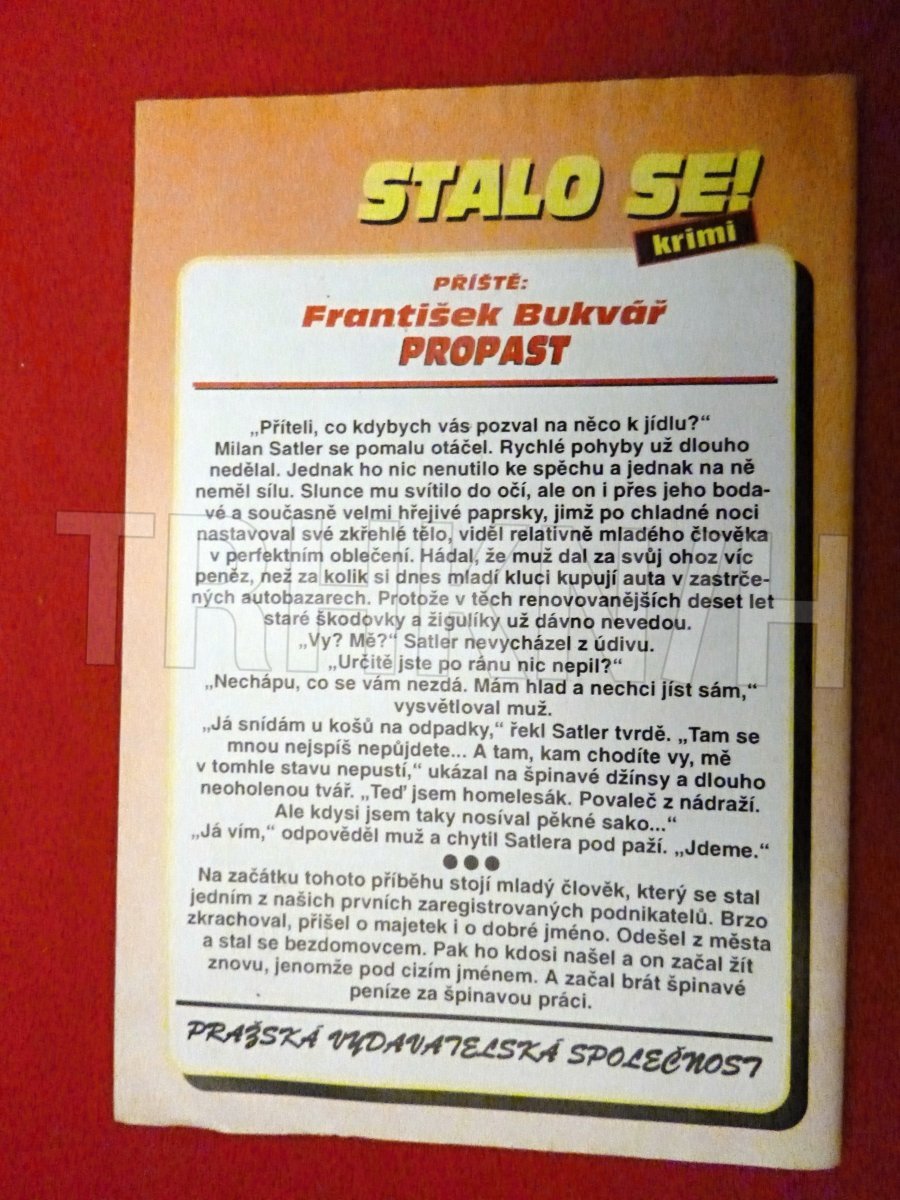 STALO SE!
krimi
PŘÍŠTĚ:
František Bukvář
PROPAST
„Příteli, co kdybych vás pozval na něco k jídlu?“
Milan Satler se pomalu otáčel. Rychlé pohyby už dlouho
nedělal. Jednak ho nic nenutilo ke spěchu a jednak na ně
neměl sílu. Slunce mu svítilo do očí, ale on i přes jeho boda-
vé a současně velmi hřejivé paprsky, jimž po chladné noci
nastavoval své zkřehlé tělo, viděl relativně mladého člověka
v perfektním oblečení. Hádal, že muž dal za svůj ohoz víc
peněz, než za kolik si dnes mladí kluci kupují auta v zastrče-
ných autobazarech. Protože v těch renovovanějších deset let
staré škodovky a žigulíky už dávno nevedou.
„Vy? Mě?“ Satler nevycházel z údivu.
„Určitě jste po ránu nic nepil?“
„Nechápu, co se vám nezdá. Mám hlad a nechci jíst sám,“
vysvětloval muž.
„Já snídám u košů na odpadky,“ řekl Satler tvrdě. „Tam se
mnou nejspíš nepůjdete... A tam, kam chodíte vy, mě
v tomhle stavu nepustí,“ ukázal na špinavé džínsy a dlouho
neoholenou tvář. „Teď jsem homelesák. Povaleč z nádraží.
Ale kdysi jsem taky nosíval pěkné sako...“
„Já vím,“ odpověděl muž a chytil Satlera pod paží. „Jdeme.“
●●●
Na začátku tohoto příběhu stojí mladý člověk, který se stal
jedním z našich prvních zaregistrovaných podnikatelů. Brzo
zkrachoval, přišel o majetek i o dobré jméno. Odešel z města
a stal se bezdomovcem. Pak ho kdosi našel a on začal žít
znovu, jenomže pod cizím jménem. A začal brát špinavé
peníze za špinavou práci.
PRAŽSKÁ VYDAVATELSKÁ SPOLEČNOST